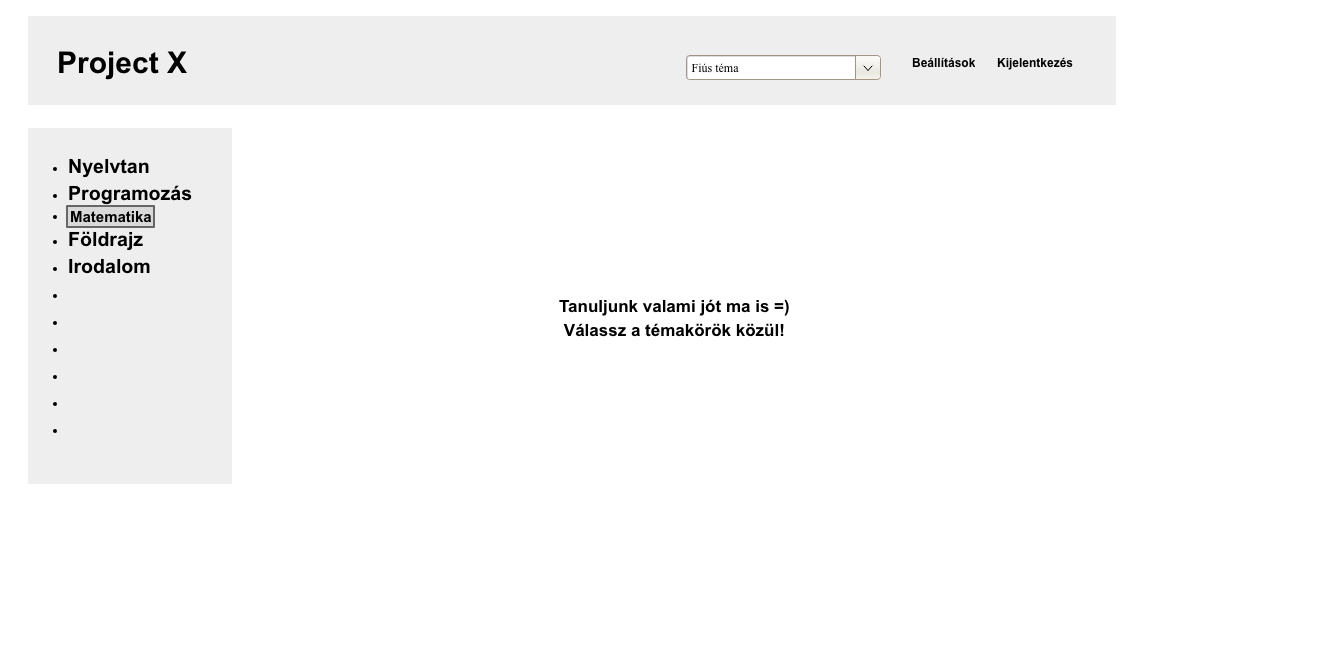 Project X
Fiús téma
Beállítások
Kijelentkezés
Nyelvtan
Programozás
Matematika
Földrajz
Irodalom
Tanuljunk valami jót ma is =)
Válassz a témakörök közül!